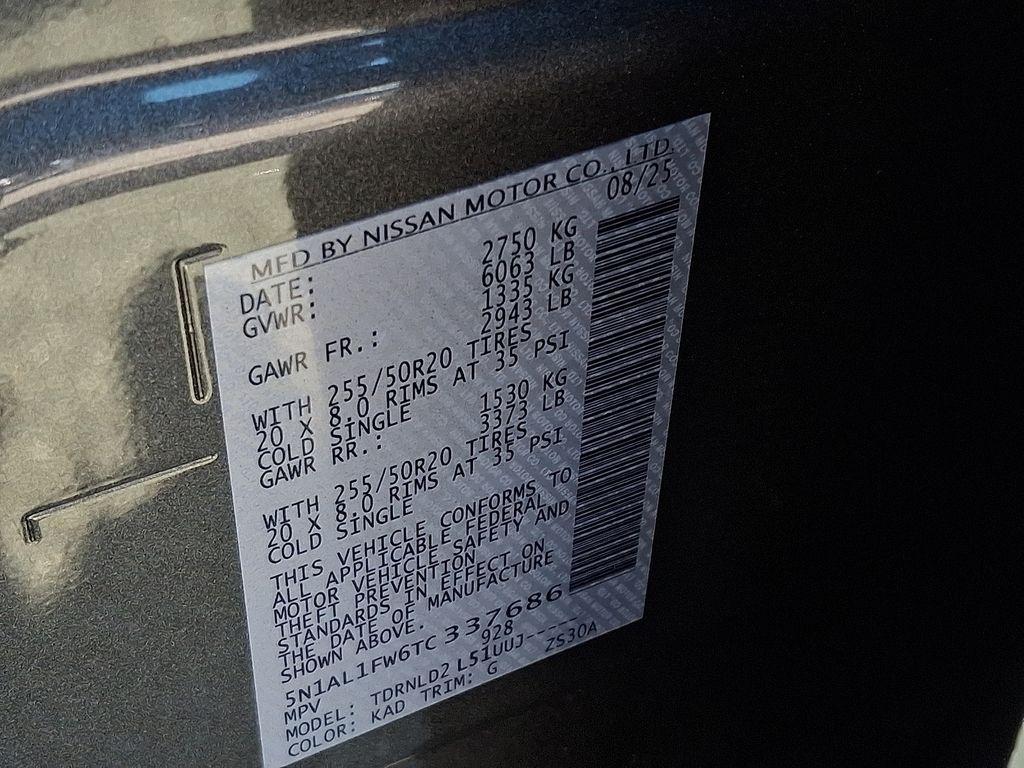 MFD BY NISSAN MOTOR CO., LTD.
DATE: 08/25
GVWR: 2750 KG
6063 LB
GAWR FR.: 1335 KG
2943 LB
WITH 255/50R20 TIRES
20 X 8.0 RIMS AT 35 PSI
COLD SINGLE
GAWR RR.: 1530 KG
3373 LB
WITH 255/50R20 TIRES
20 X 8.0 RIMS AT 35 PSI
COLD SINGLE
THIS VEHICLE CONFORMS TO
ALL APPLICABLE FEDERAL
MOTOR VEHICLE SAFETY AND
THEFT PREVENTION
STANDARDS IN EFFECT ON
THE DATE OF MANUFACTURE
SHOWN ABOVE.
5N1AL1FW6TC337686
MPV 928
MODEL: TDRNLD2 L51UUJ-----
COLOR: KAD TRIM: G ZS30A